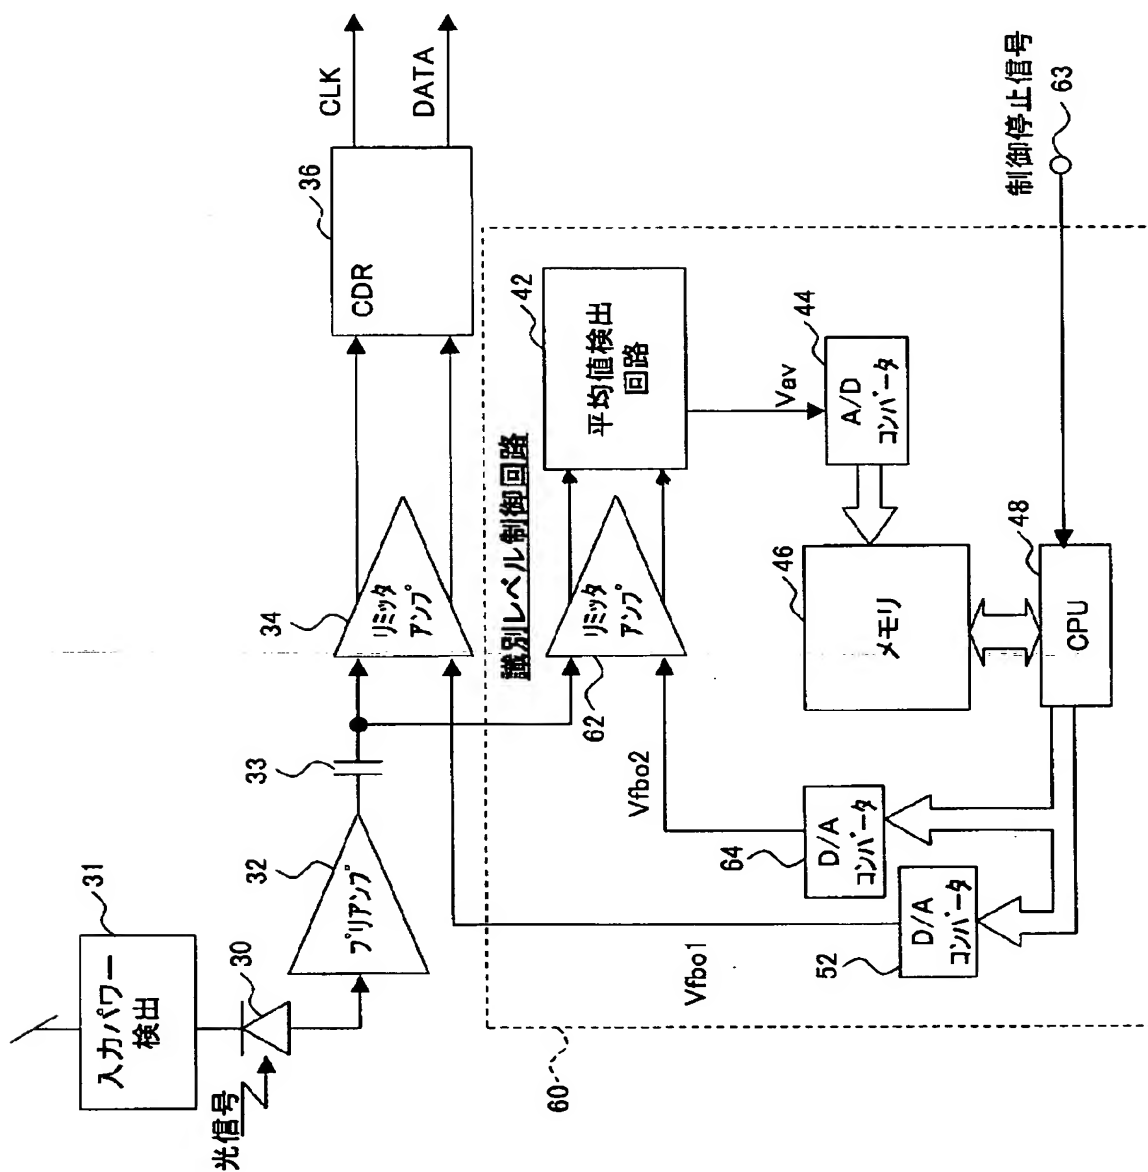 入力パワー
検出
31
光信号
30
プリアンプ
32
33
リミッタ
アンプ
34
CDR
36
CLK
DATA
識別レベル制御回路
60
リミッタ
アンプ
62
平均値検出
回路
42
Vav
A/D
コンバータ
44
メモリ
46
CPU
48
制御停止信号
63
D/A
コンバータ
64
Vfbo2
D/A
コンバータ
52
Vfbo1